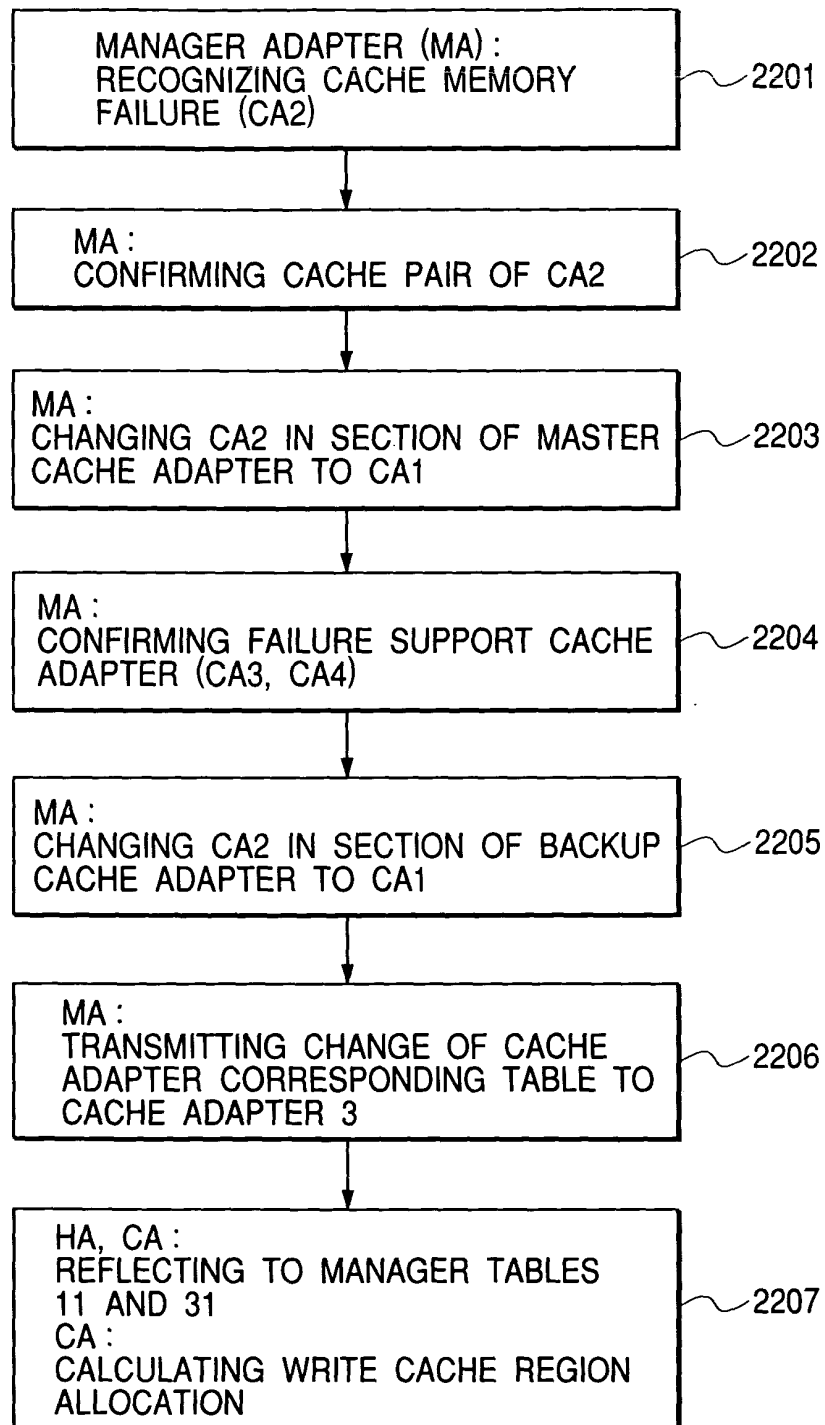 MANAGER ADAPTER (MA) :
RECOGNIZING CACHE MEMORY
FAILURE (CA2)
2201
MA :
CONFIRMING CACHE PAIR OF CA2
2202
MA :
CHANGING CA2 IN SECTION OF MASTER
CACHE ADAPTER TO CA1
2203
MA :
CONFIRMING FAILURE SUPPORT CACHE
ADAPTER (CA3, CA4)
2204
MA :
CHANGING CA2 IN SECTION OF BACKUP
CACHE ADAPTER TO CA1
2205
MA :
TRANSMITTING CHANGE OF CACHE
ADAPTER CORRESPONDING TABLE TO
CACHE ADAPTER 3
2206
HA, CA :
REFLECTING TO MANAGER TABLES
11 AND 31
CA :
CALCULATING WRITE CACHE REGION
ALLOCATION
2207